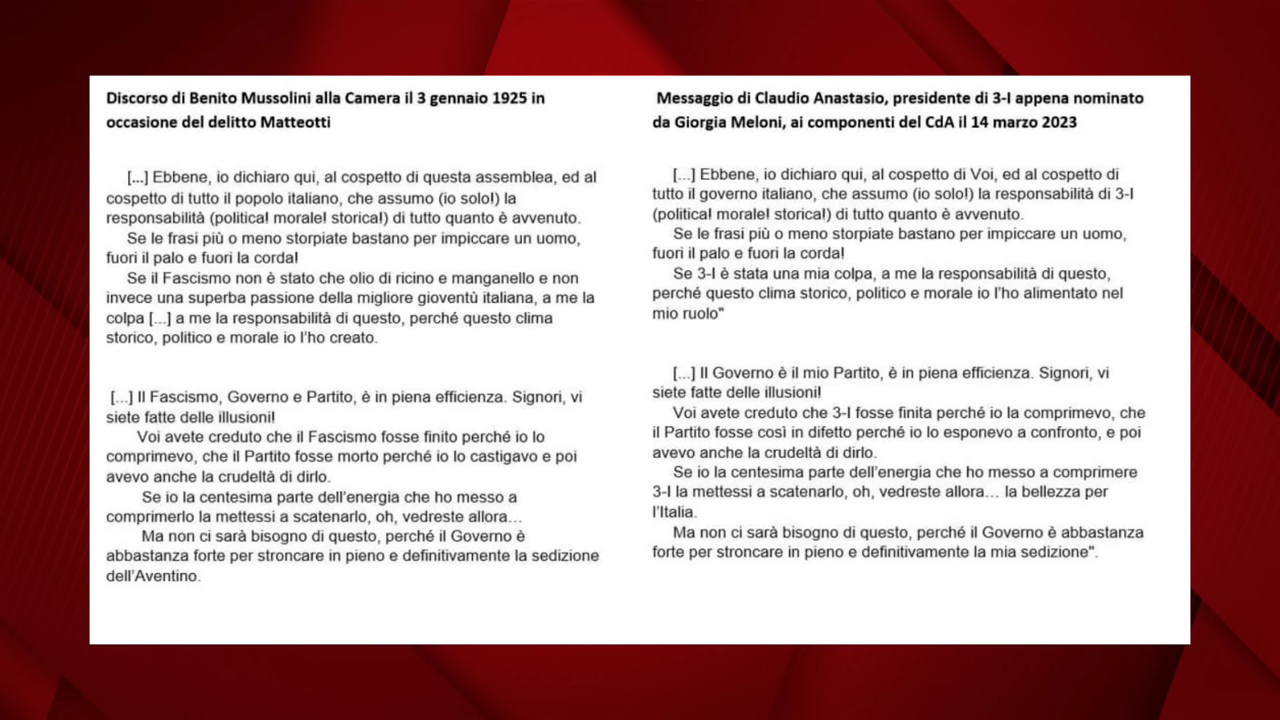 Discorso di Benito Mussolini alla Camera il 3 gennaio 1925 in
occasione del delitto Matteotti
[...] Ebbene, io dichiaro qui, al cospetto di questa assemblea, ed al
cospetto di tutto il popolo italiano, che assumo (io solo!) la
responsabilità (politica! morale! storica!) di tutto quanto è avvenuto.
Se le frasi più o meno storpiate bastano per impiccare un uomo,
fuori il palo e fuori la corda!
Se il Fascismo non è stato che olio di ricino e manganello e non
invece una superba passione della migliore gioventù italiana, a me la
colpa [...] a me la responsabilità di questo, perché questo clima
storico, politico e morale io l'ho creato.
[...] Il Fascismo, Governo e Partito, è in piena efficienza. Signori, vi
siete fatte delle illusioni!
Voi avete creduto che il Fascismo fosse finito perché io lo
comprimevo, che il Partito fosse morto perché io lo castigavo e poi
avevo anche la crudeltà di dirlo.
Se io la centesima parte dell'energia che ho messo a
comprimerlo la mettessi a scatenarlo, oh, vedreste allora...
Ma non ci sarà bisogno di questo, perché il Governo è
abbastanza forte per stroncare in pieno e definitivamente la sedizione
dell'Aventino.
Messaggio di Claudio Anastasio, presidente di 3-I appena nominato
da Giorgia Meloni, ai componenti del CdA il 14 marzo 2023
[...] Ebbene, io dichiaro qui, al cospetto di Voi, ed al cospetto di
tutto il governo italiano, che assumo (io solo!) la responsabilità di 3-I
(politica! morale! storica!) di tutto quanto è avvenuto.
Se le frasi più o meno storpiate bastano per impiccare un uomo,
fuori il palo e fuori la corda!
Se 3-I è stata una mia colpa, a me la responsabilità di questo,
perché questo clima storico, politico e morale io l'ho alimentato nel
mio ruolo"
[...] Il Governo è il mio Partito, è in piena efficienza. Signori, vi
siete fatte delle illusioni!
Voi avete creduto che 3-I fosse finita perché io la comprimevo, che
il Partito fosse così in difetto perché io lo esponevo a confronto, e poi
avevo anche la crudeltà di dirlo.
Se io la centesima parte dell'energia che ho messo a comprimere
3-I la mettessi a scatenarlo, oh, vedreste allora... la bellezza per
l'Italia.
Ma non ci sarà bisogno di questo, perché il Governo è abbastanza
forte per stroncare in pieno e definitivamente la mia sedizione".